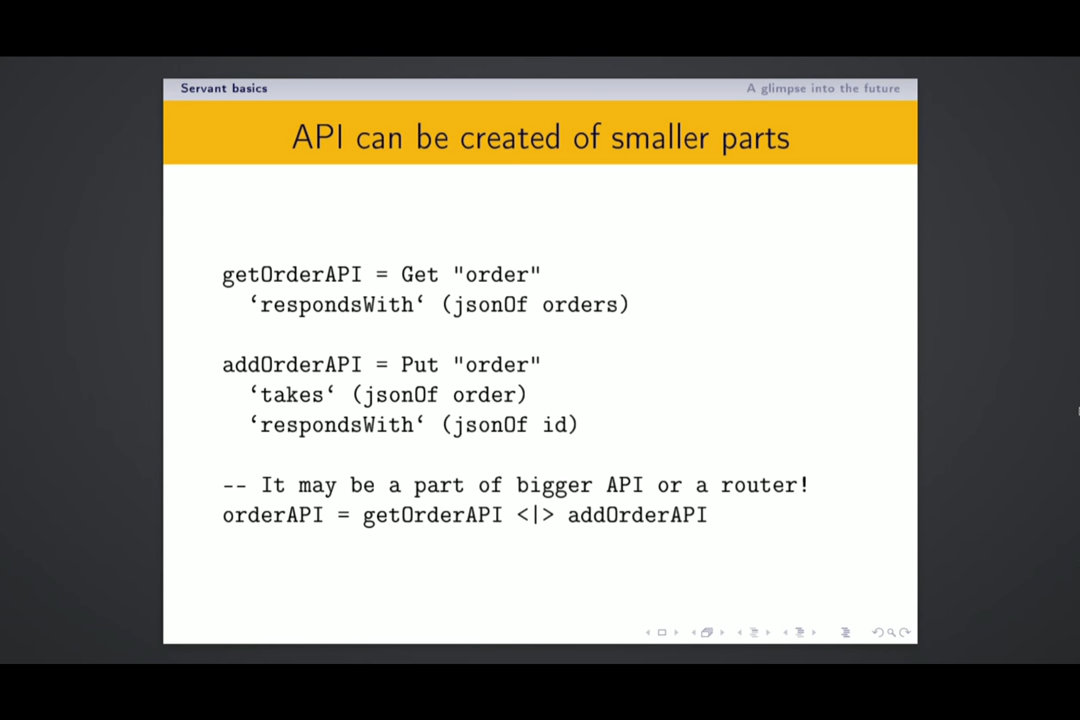 Servant basics
A glimpse into the future
API can be created of smaller parts
getOrderAPI = Get "order"
‘respondsWith‘ (jsonOf orders)
addOrderAPI = Put "order"
‘takes‘ (jsonOf order)
‘respondsWith‘ (jsonOf id)
-- It may be a part of bigger API or a router!
orderAPI = getOrderAPI <|> addOrderAPI